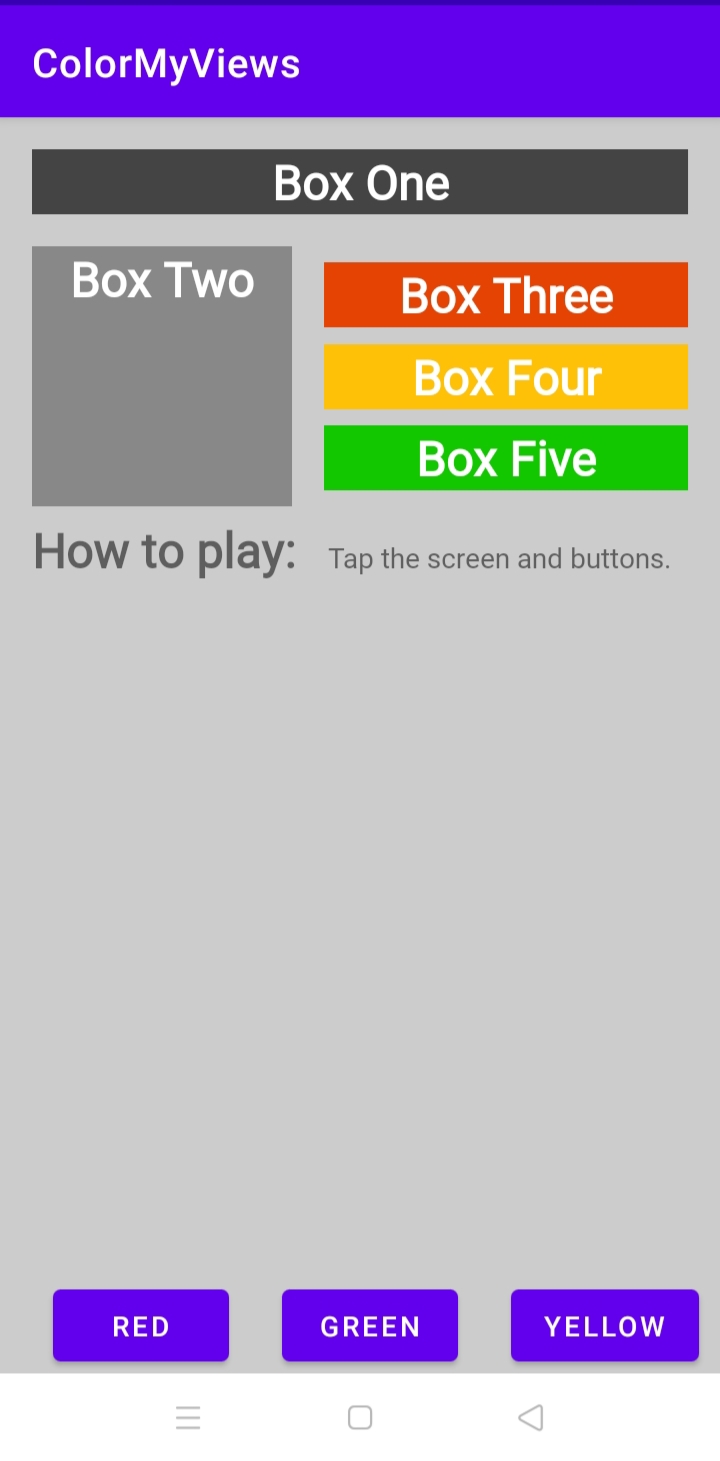 ColorMyViews
Box One
Box Two
Box Three
Box Four
Box Five
How to play: Tap the screen and buttons.
RED GREEN YELLOW